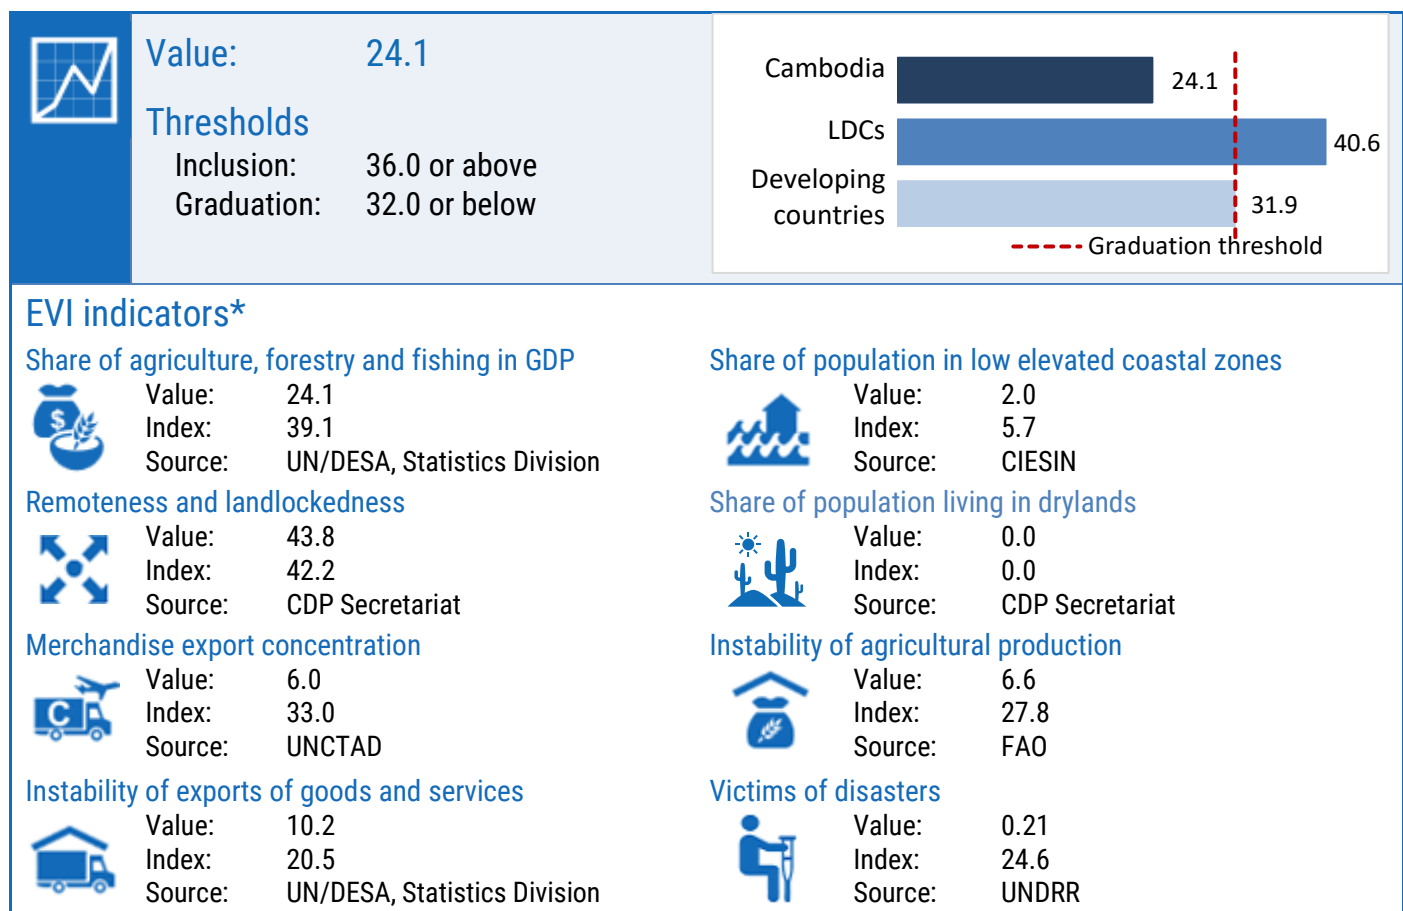 Value: 24.1
Thresholds
Inclusion: 36.0 or above
Graduation: 32.0 or below
Cambodia 24.1
LDCs 40.6
Developing
countries 31.9
Graduation threshold
EVI indicators*
Share of agriculture, forestry and fishing in GDP
Value: 24.1
Index: 39.1
Source: UN/DESA, Statistics Division
Remoteness and landlockedness
Value: 43.8
Index: 42.2
Source: CDP Secretariat
Merchandise export concentration
C
Value: 6.0
Index: 33.0
Source: UNCTAD
Instability of exports of goods and services
Value: 10.2
Index: 20.5
Source: UN/DESA, Statistics Division
Share of population in low elevated coastal zones
Value: 2.0
Index: 5.7
Source: CIESIN
Share of population living in drylands
Value: 0.0
Index: 0.0
Source: CDP Secretariat
Instability of agricultural production
Value: 6.6
Index: 27.8
Source: FAO
Victims of disasters
Value: 0.21
Index: 24.6
Source: UNDRR